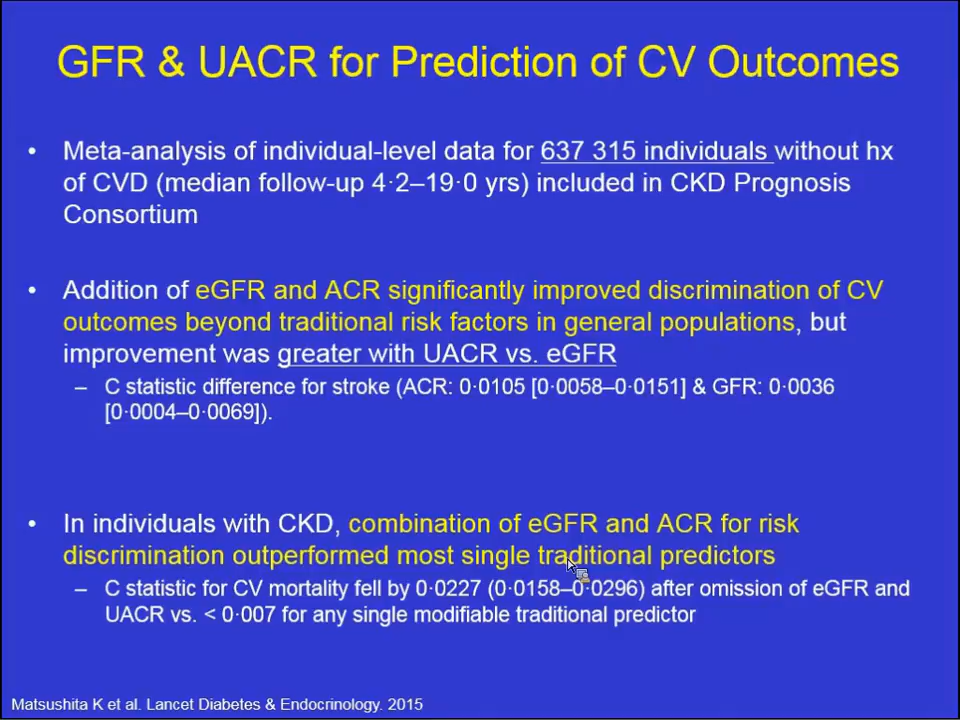 GFR & UACR for Prediction of CV Outcomes
• Meta-analysis of individual-level data for 637 315 individuals without hx
of CVD (median follow-up 4·2–19·0 yrs) included in CKD Prognosis
Consortium
• Addition of eGFR and ACR significantly improved discrimination of CV
outcomes beyond traditional risk factors in general populations, but
improvement was greater with UACR vs. eGFR
– C statistic difference for stroke (ACR: 0·0105 [0·0058–0·0151] & GFR: 0·0036
[0·0004–0·0069]).
• In individuals with CKD, combination of eGFR and ACR for risk
discrimination outperformed most single traditional predictors
– C statistic for CV mortality fell by 0·0227 (0·0158–0·0296) after omission of eGFR and
UACR vs. < 0·007 for any single modifiable traditional predictor
Matsushita K et al. Lancet Diabetes & Endocrinology. 2015